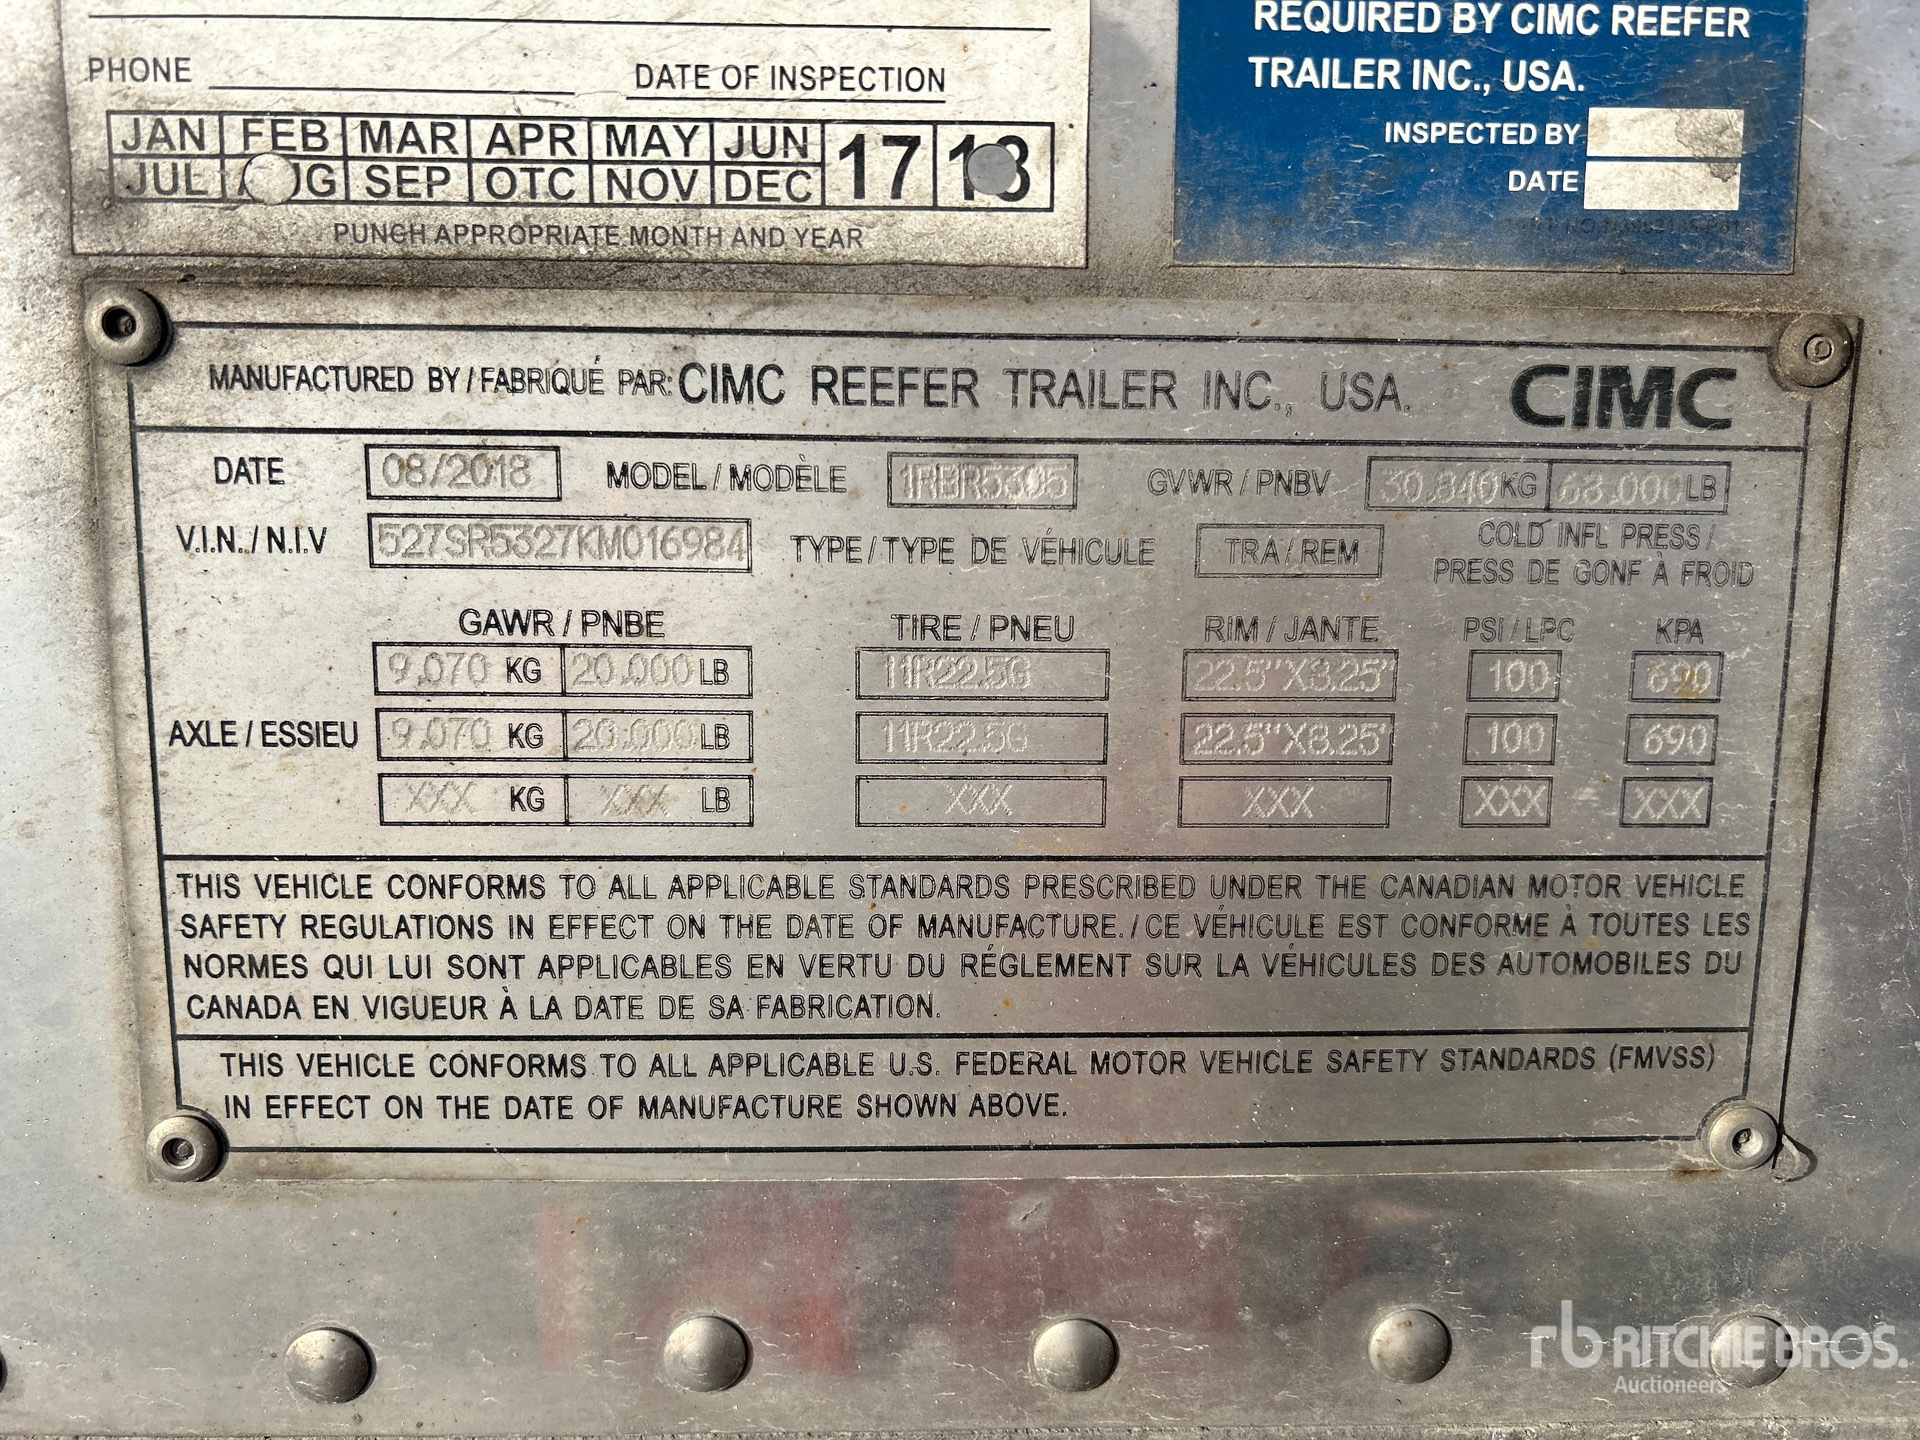 PHONE DATE OF INSPECTION
JAN FEB MAR APR MAY JUN 17 18
JUL AUG SEP OTC NOV DEC
PUNCH APPROPRIATE MONTH AND YEAR
REQUIRED BY CIMC REEFER
TRAILER INC., USA.
INSPECTED BY
DATE
MANUFACTURED BY / FABRIQUÉ PAR: CIMC REEFER TRAILER INC., USA. CIMC
DATE 08/2018 MODEL / MODÈLE 1RBR5305 GVWR / PNBV 30.840 KG 68.000 LB
V.I.N. / N.I.V 527SR5327KM016984 TYPE / TYPE DE VÉHICULE TRA / REM COLD INFL PRESS /
PRESS DE GONF À FROID
GAWR / PNBE TIRE / PNEU RIM / JANTE PSI / LPC KPA
9.070 KG 20.000 LB 11R22.5G 22.5"X8.25" 100 690
AXLE / ESSIEU 9.070 KG 20.000 LB 11R22.5G 22.5"X8.25" 100 690
XXX KG XXX LB XXX XXX XXX XXX
THIS VEHICLE CONFORMS TO ALL APPLICABLE STANDARDS PRESCRIBED UNDER THE CANADIAN MOTOR VEHICLE
SAFETY REGULATIONS IN EFFECT ON THE DATE OF MANUFACTURE. / CE VÉHICULE EST CONFORME À TOUTES LES
NORMES QUI LUI SONT APPLICABLES EN VERTU DU RÉGLEMENT SUR LA VÉHICULES DES AUTOMOBILES DU
CANADA EN VIGUEUR À LA DATE DE SA FABRICATION.
THIS VEHICLE CONFORMS TO ALL APPLICABLE U.S. FEDERAL MOTOR VEHICLE SAFETY STANDARDS (FMVSS)
IN EFFECT ON THE DATE OF MANUFACTURE SHOWN ABOVE.
rb RITCHIE BROS.
Auctioneers